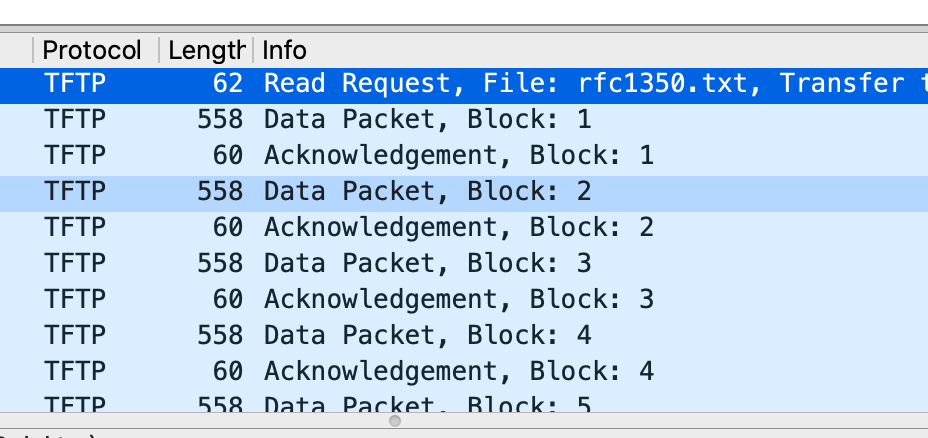 Protocol Length Info
TFTP 62 Read Request, File: rfc1350.txt, Transfer
TFTP 558 Data Packet, Block: 1
TFTP 60 Acknowledgement, Block: 1
TFTP 558 Data Packet, Block: 2
TFTP 60 Acknowledgement, Block: 2
TFTP 558 Data Packet, Block: 3
TFTP 60 Acknowledgement, Block: 3
TFTP 558 Data Packet, Block: 4
TFTP 60 Acknowledgement, Block: 4
TFTP 558 Data Packet, Block: 5